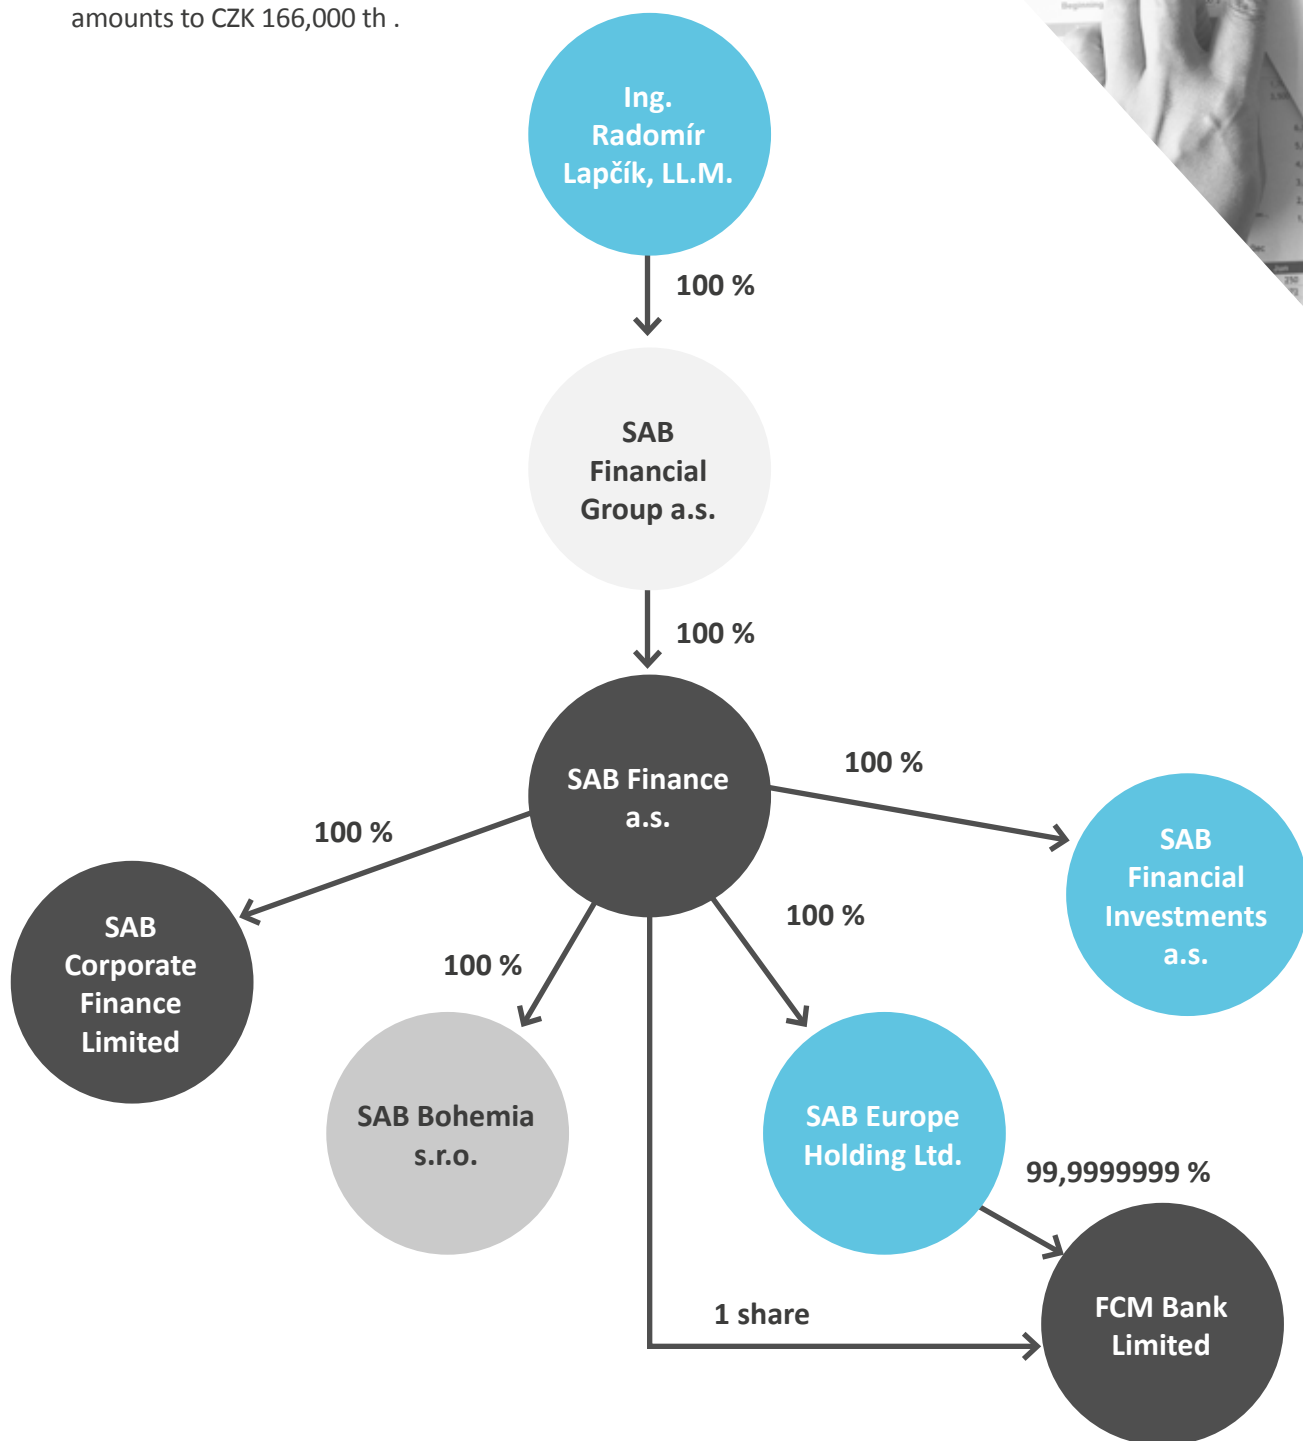 amounts to CZK 166,000 th .
Beginning
Ing.
Radomír
Lapčík, LL.M.
100 %
SAB
Financial
Group a.s.
100 %
SAB Finance
a.s.
100 %
100 %
SAB
Financial
Investments
a.s.
SAB
Corporate
Finance
Limited
100 %
100 %
SAB Bohemia
s.r.o.
SAB Europe
Holding Ltd.
99,9999999 %
1 share
FCM Bank
Limited